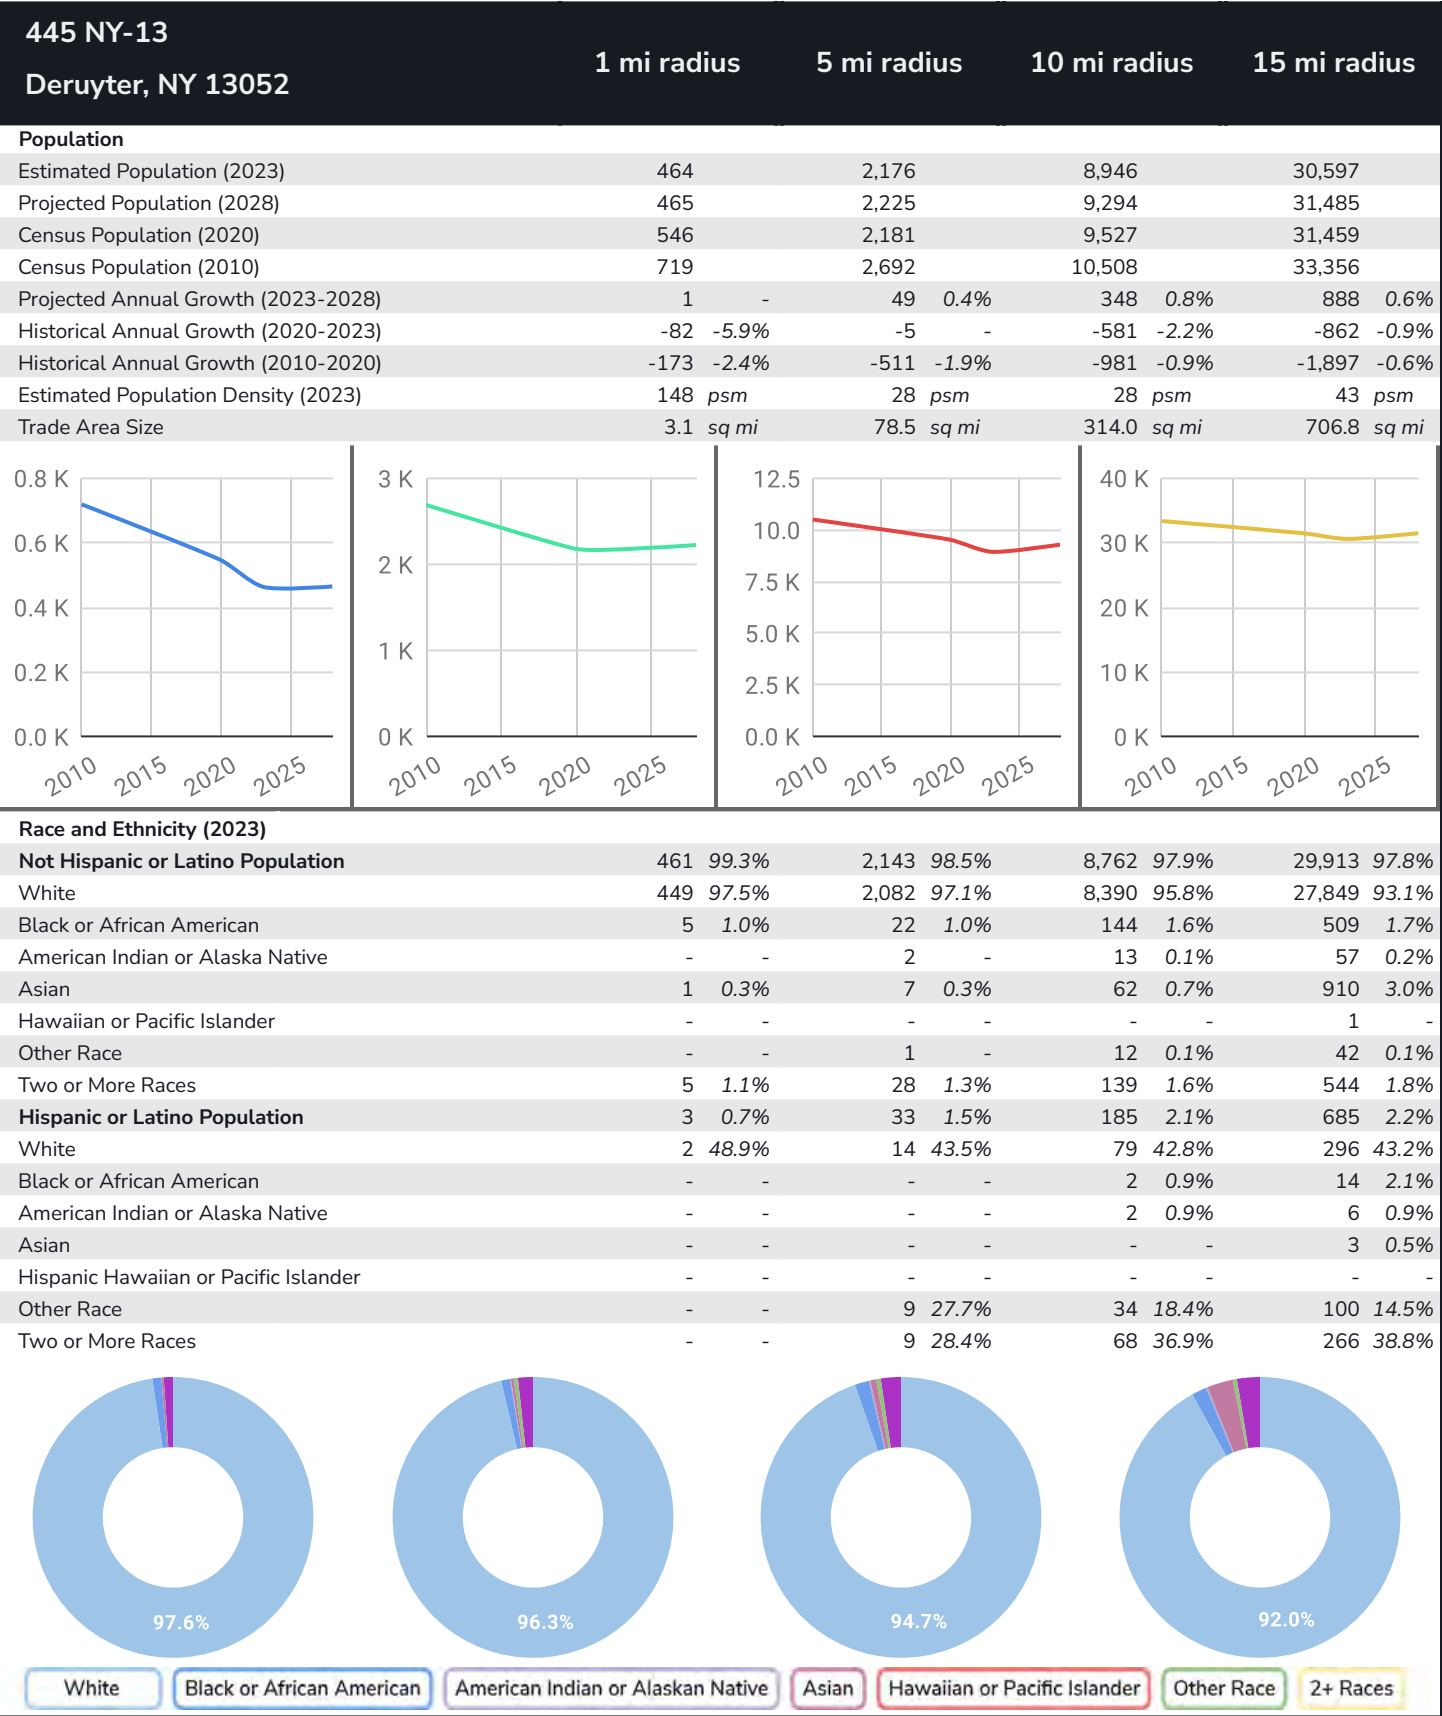 445 NY-13
Deruyter, NY 13052
1 mi radius 5 mi radius 10 mi radius 15 mi radius
Population
Estimated Population (2023) 464 2,176 8,946 30,597
Projected Population (2028) 465 2,225 9,294 31,485
Census Population (2020) 546 2,181 9,527 31,459
Census Population (2010) 719 2,692 10,508 33,356
Projected Annual Growth (2023-2028) 1 - 49 0.4% 348 0.8% 888 0.6%
Historical Annual Growth (2020-2023) -82 -5.9% -5 - -581 -2.2% -862 -0.9%
Historical Annual Growth (2010-2020) -173 -2.4% -511 -1.9% -981 -0.9% -1,897 -0.6%
Estimated Population Density (2023) 148 psm 28 psm 28 psm 43 psm
Trade Area Size 3.1 sq mi 78.5 sq mi 314.0 sq mi 706.8 sq mi
0.8 K
0.6 K
0.4 K
0.2 K
0.0 K
2010 2015 2020 2025
3 K
2 K
1 K
0 K
2010 2015 2020 2025
12.5
10.0
7.5 K
5.0 K
2.5 K
0.0 K
2010 2015 2020 2025
40 K
30 K
20 K
10 K
0 K
2010 2015 2020 2025
Race and Ethnicity (2023)
Not Hispanic or Latino Population 461 99.3% 2,143 98.5% 8,762 97.9% 29,913 97.8%
White 449 97.5% 2,082 97.1% 8,390 95.8% 27,849 93.1%
Black or African American 5 1.0% 22 1.0% 144 1.6% 509 1.7%
American Indian or Alaska Native - - 2 - 13 0.1% 57 0.2%
Asian 1 0.3% 7 0.3% 62 0.7% 910 3.0%
Hawaiian or Pacific Islander - - - - - - 1 -
Other Race - - 1 - 12 0.1% 42 0.1%
Two or More Races 5 1.1% 28 1.3% 139 1.6% 544 1.8%
Hispanic or Latino Population 3 0.7% 33 1.5% 185 2.1% 685 2.2%
White 2 48.9% 14 43.5% 79 42.8% 296 43.2%
Black or African American - - - - 2 0.9% 14 2.1%
American Indian or Alaska Native - - - - 2 0.9% 6 0.9%
Asian - - - - - - 3 0.5%
Hispanic Hawaiian or Pacific Islander - - - - - - - -
Other Race - - 9 27.7% 34 18.4% 100 14.5%
Two or More Races - - 9 28.4% 68 36.9% 266 38.8%
97.6% 96.3% 94.7% 92.0%
White Black or African American American Indian or Alaskan Native Asian Hawaiian or Pacific Islander Other Race 2+ Races